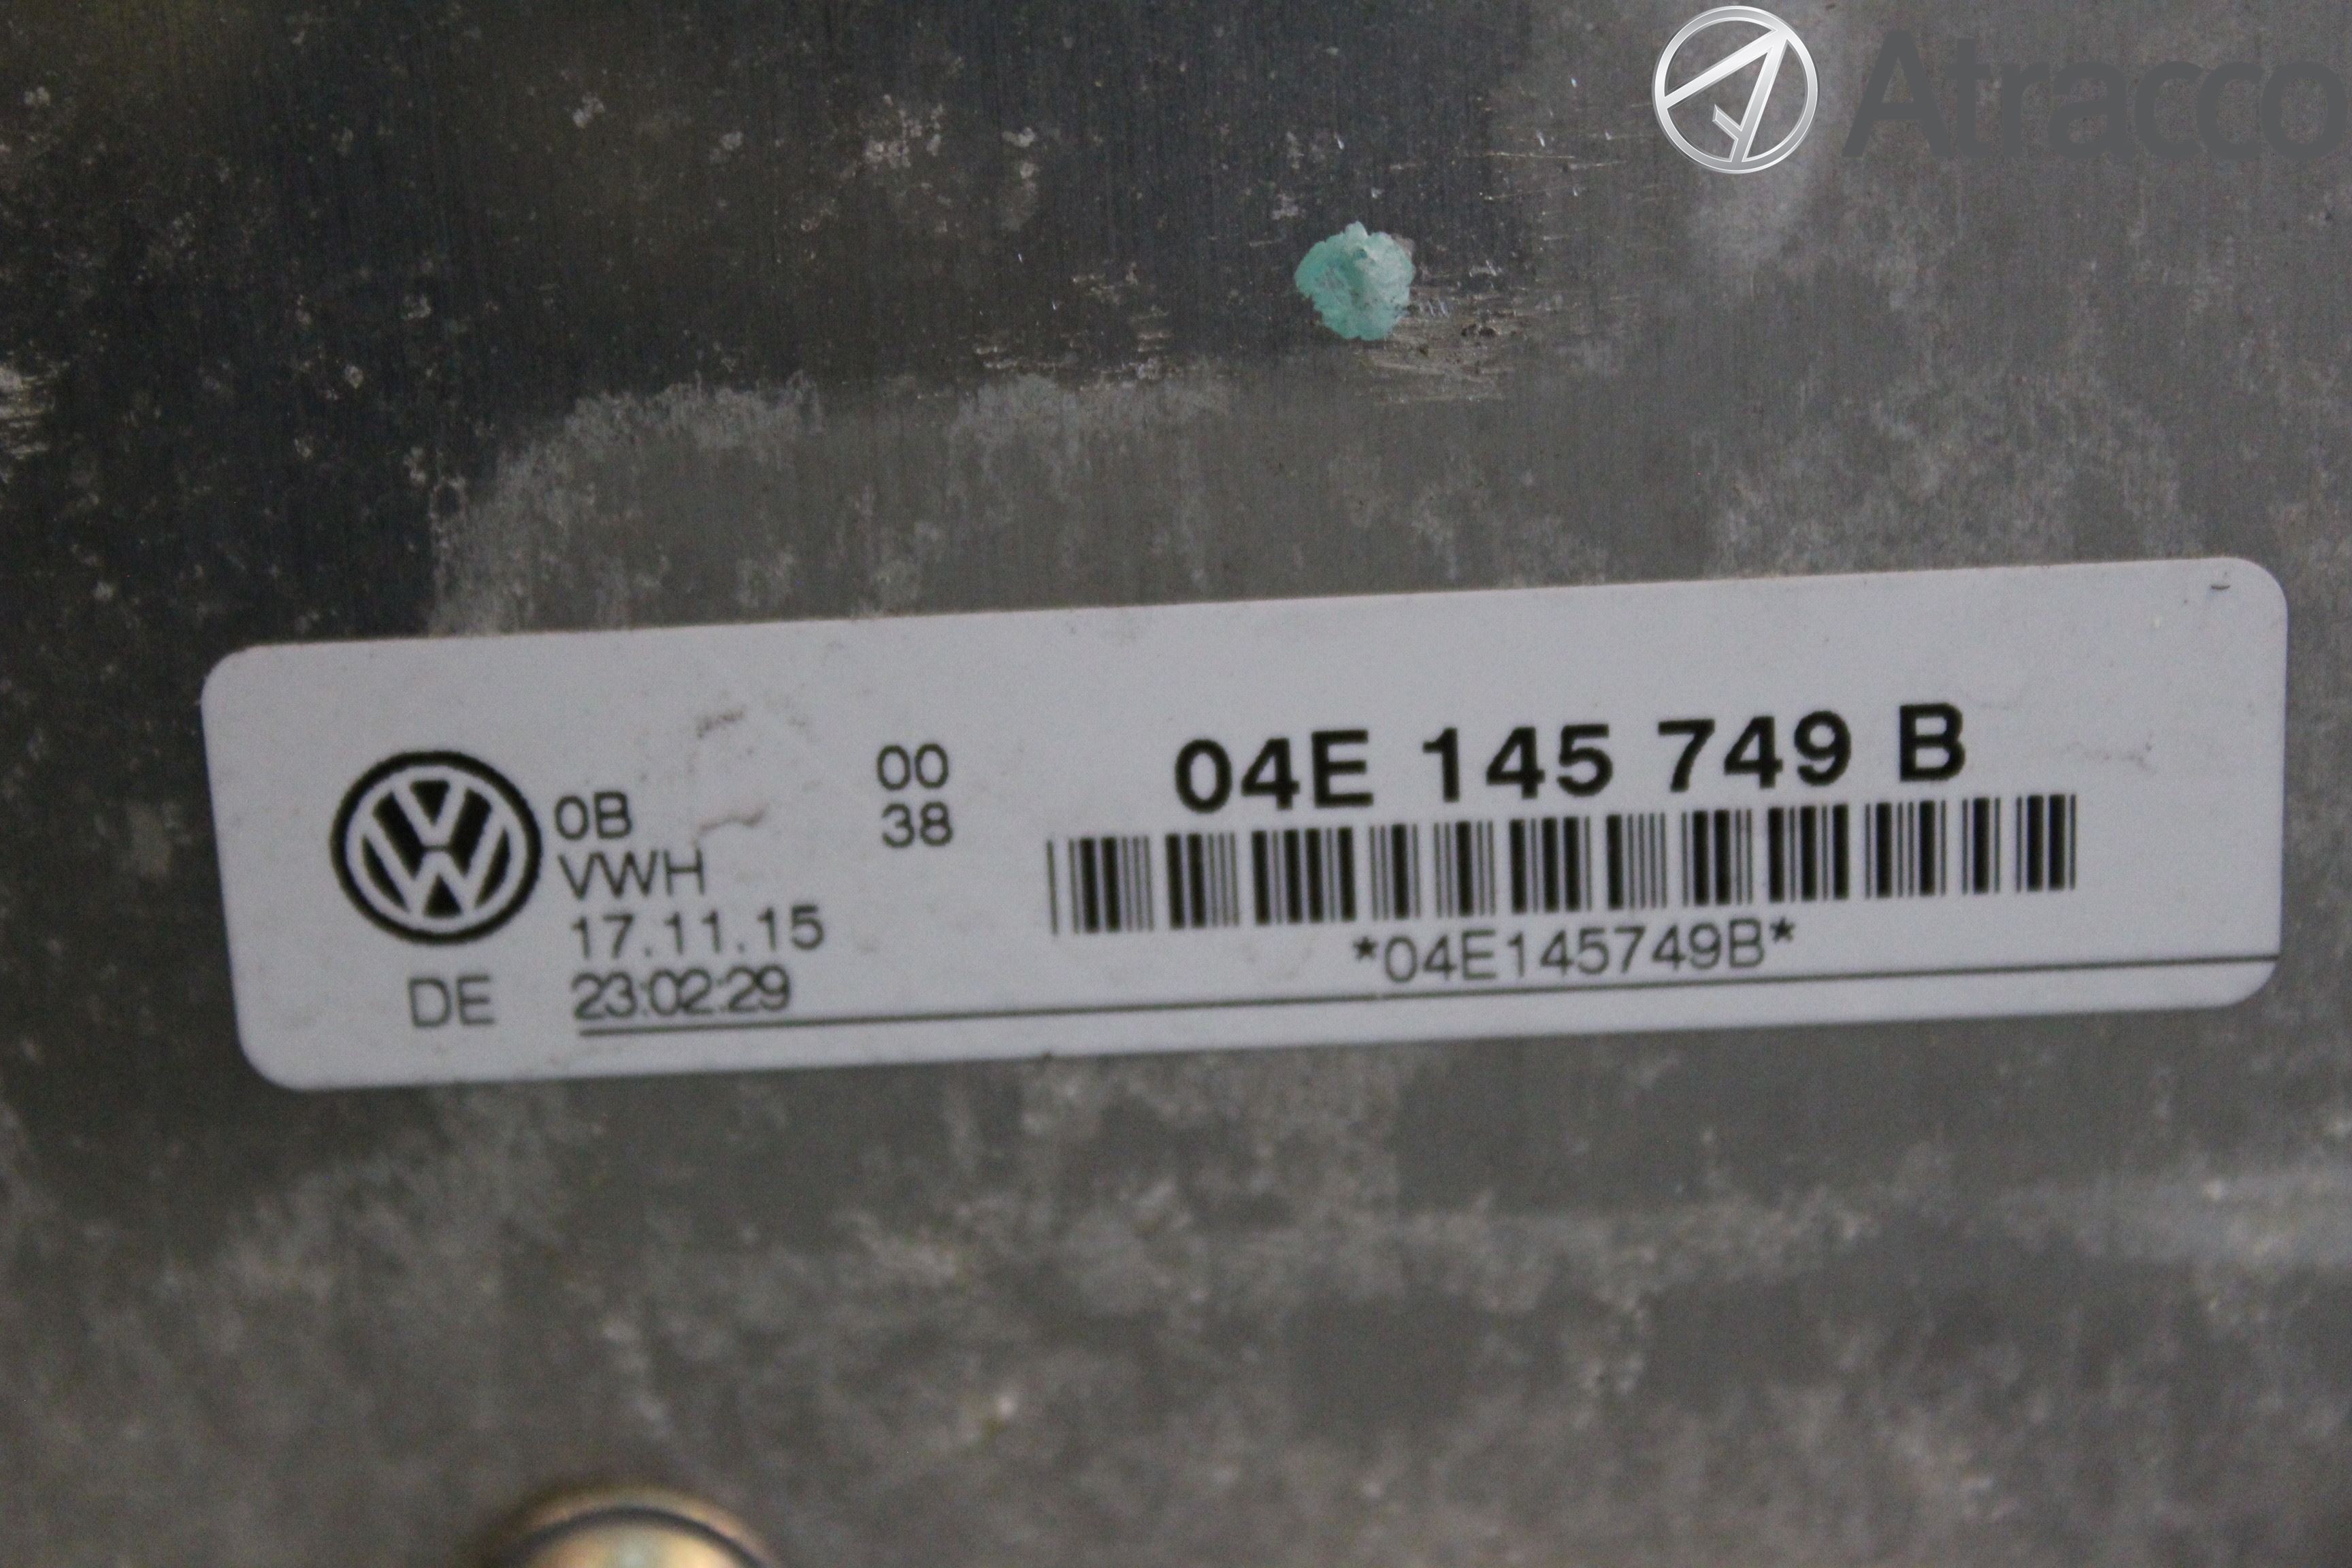 Atracco
04E 145 749 B
00
38
0B
VWH
17.11.15
23:02:29
DE
*04E145749B*